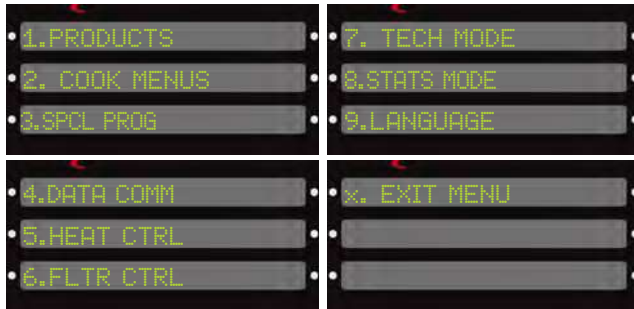 1.PRODUCTS
2. COOK MENUS
3.SPCL PROG
4.DATA COMM
5.HEAT CTRL
6.FLTR CTRL
7. TECH MODE
8.STATS MODE
9.LANGUAGE
x. EXIT MENU